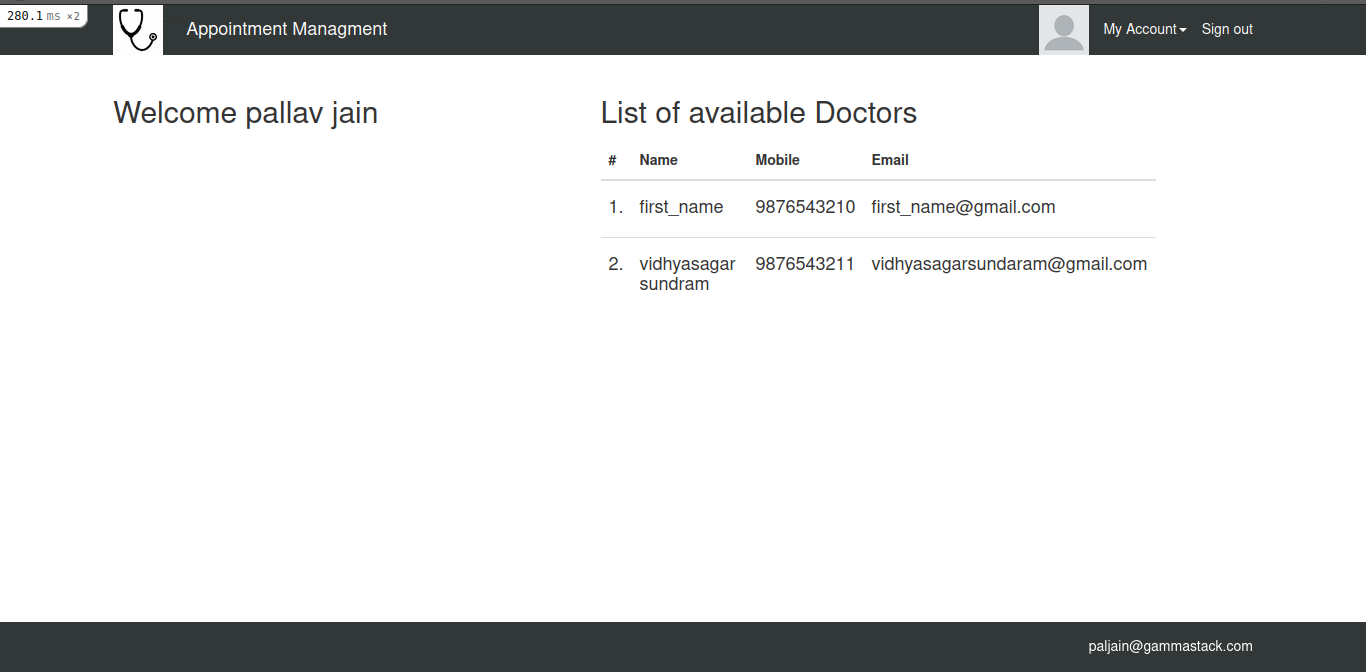 280.1 ms ×2
Appointment Managment
My Account
Sign out
Welcome pallav jain
List of available Doctors
# Name Mobile Email
1. first_name 9876543210 first_name@gmail.com
2. vidhyasagar 9876543211 vidhyasagarsundaram@gmail.com
sundram
paljain@gammastack.com